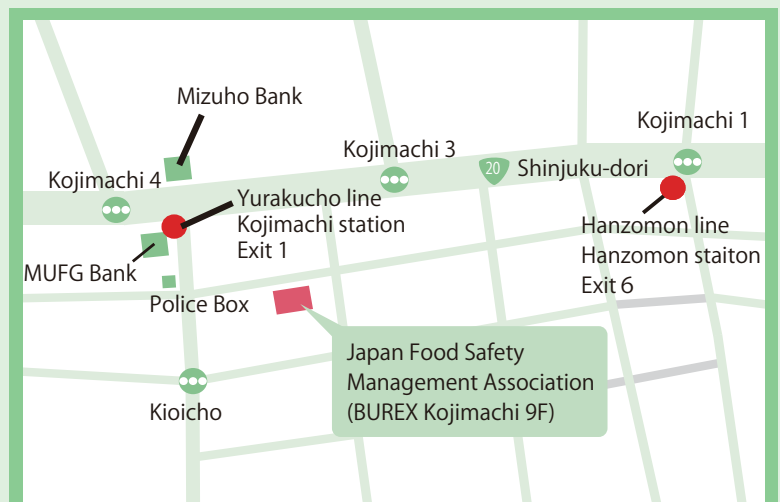 Mizuho Bank
Kojimachi 1
Kojimachi 3
20
Shinjuku-dori
Kojimachi 4
Yurakucho line
Kojimachi station
Exit 1
Hanzomon line
Hanzomon staiton
Exit 6
MUFG Bank
Police Box
Japan Food Safety
Management Association
(BUREX Kojimachi 9F)
Kioicho